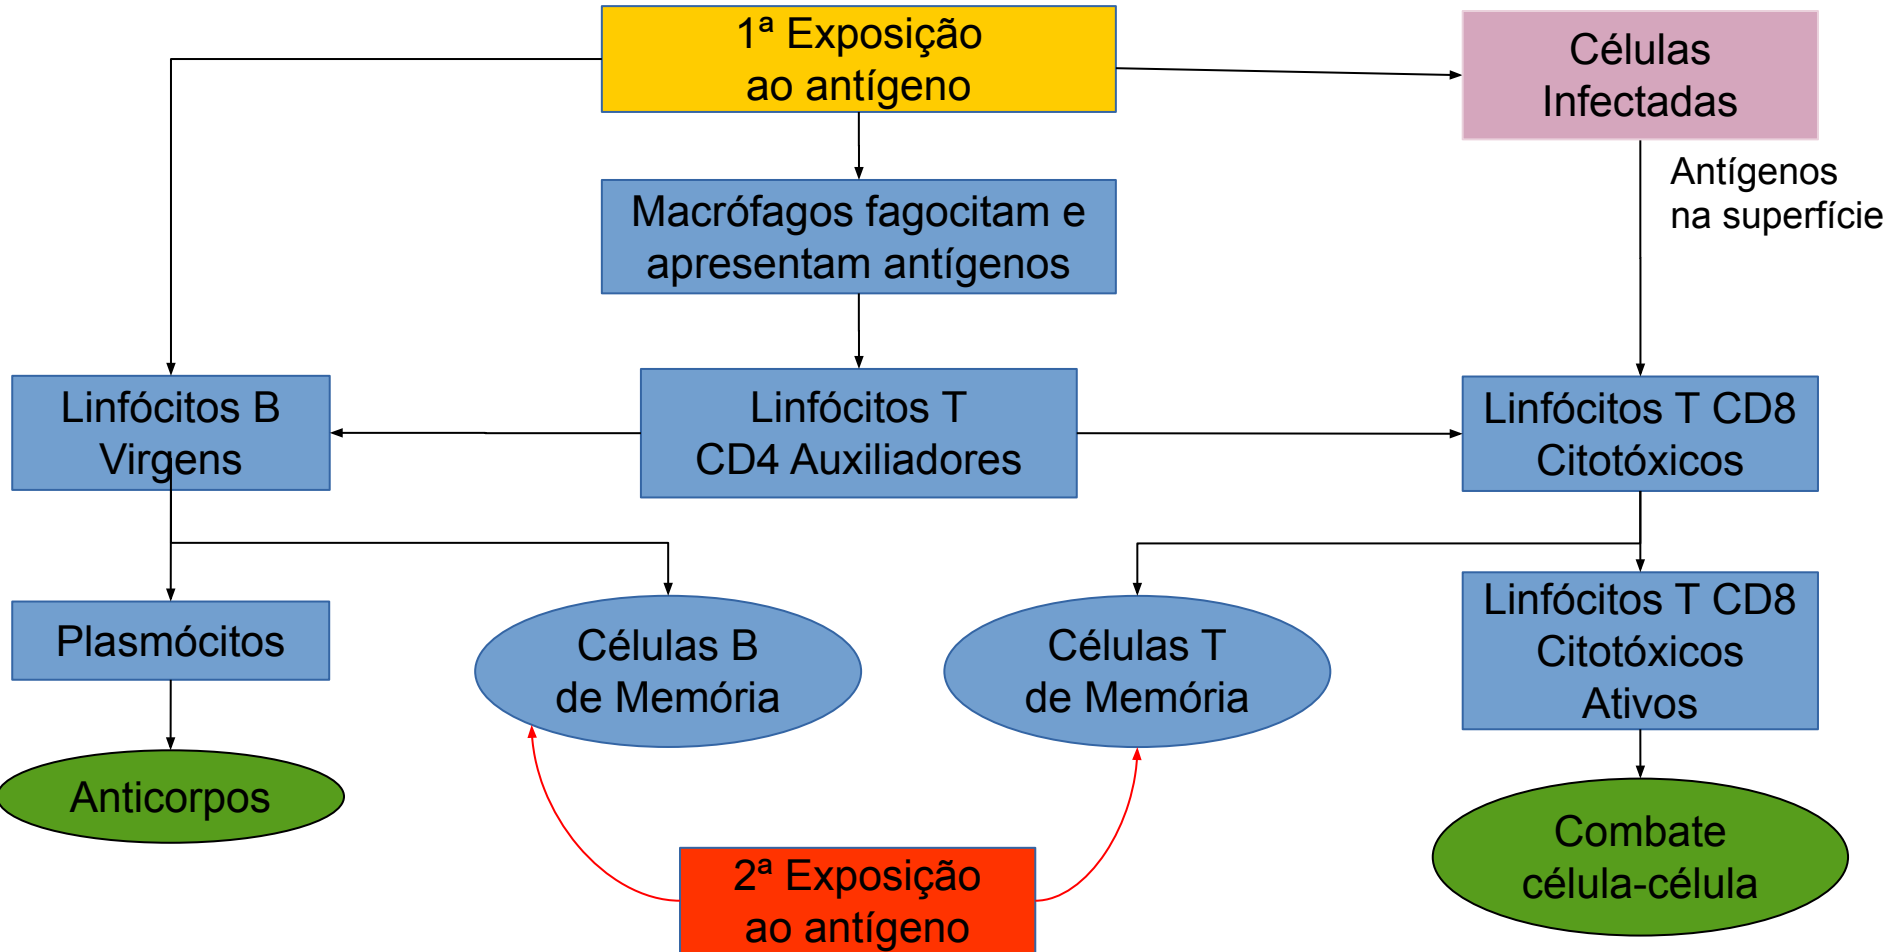 1ª Exposição
ao antígeno
Células
Infectadas
Antígenos
na superfície
Macrófagos fagocitam e
apresentam antígenos
Linfócitos B
Virgens
Linfócitos T
CD4 Auxiliadores
Linfócitos T CD8
Citotóxicos
Plasmócitos
Células B
de Memória
Células T
de Memória
Linfócitos T CD8
Citotóxicos
Ativos
Anticorpos
2ª Exposição
ao antígeno
Combate
célula-célula